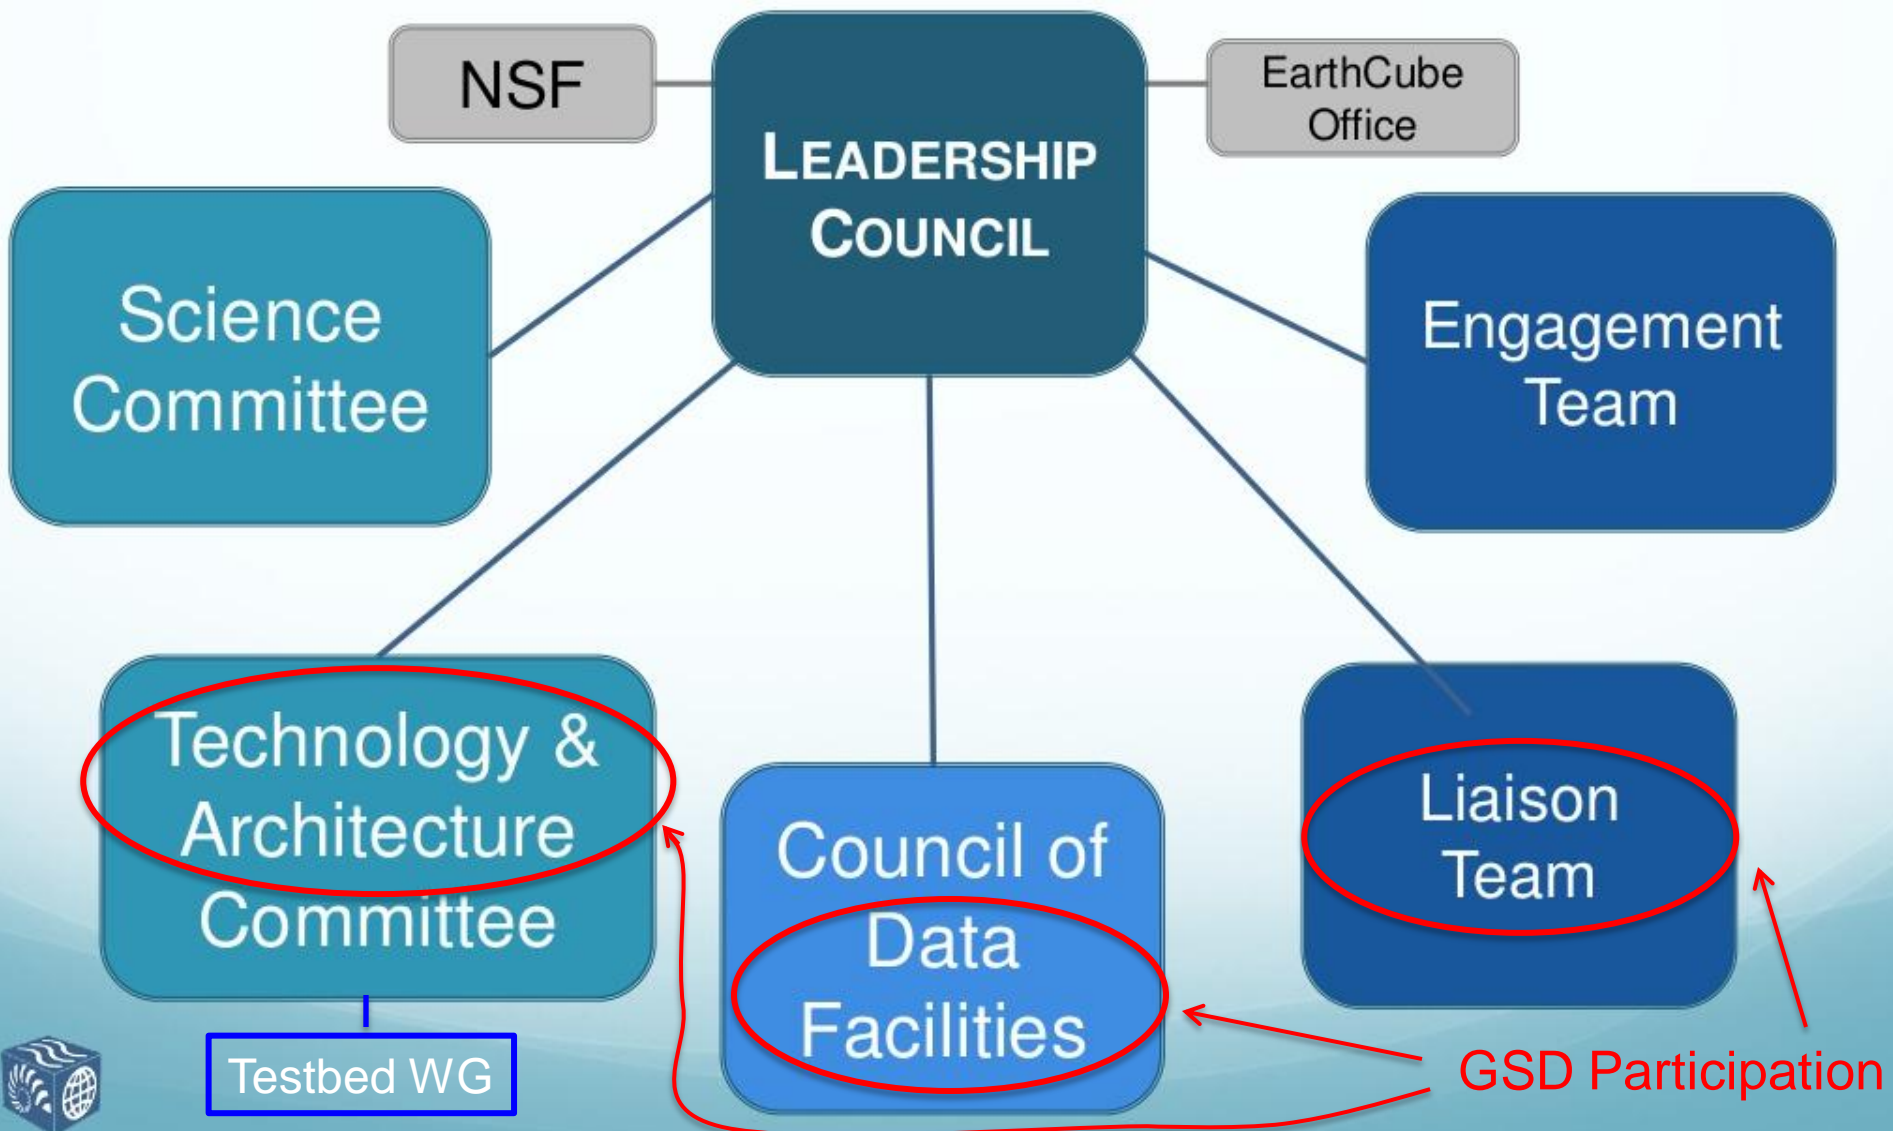 NSF
LEADERSHIP
COUNCIL
EarthCube
Office
Science
Committee
Engagement
Team
Technology &
Architecture
Committee
Council of
Data
Facilities
Liaison
Team
Testbed WG
GSD Participation